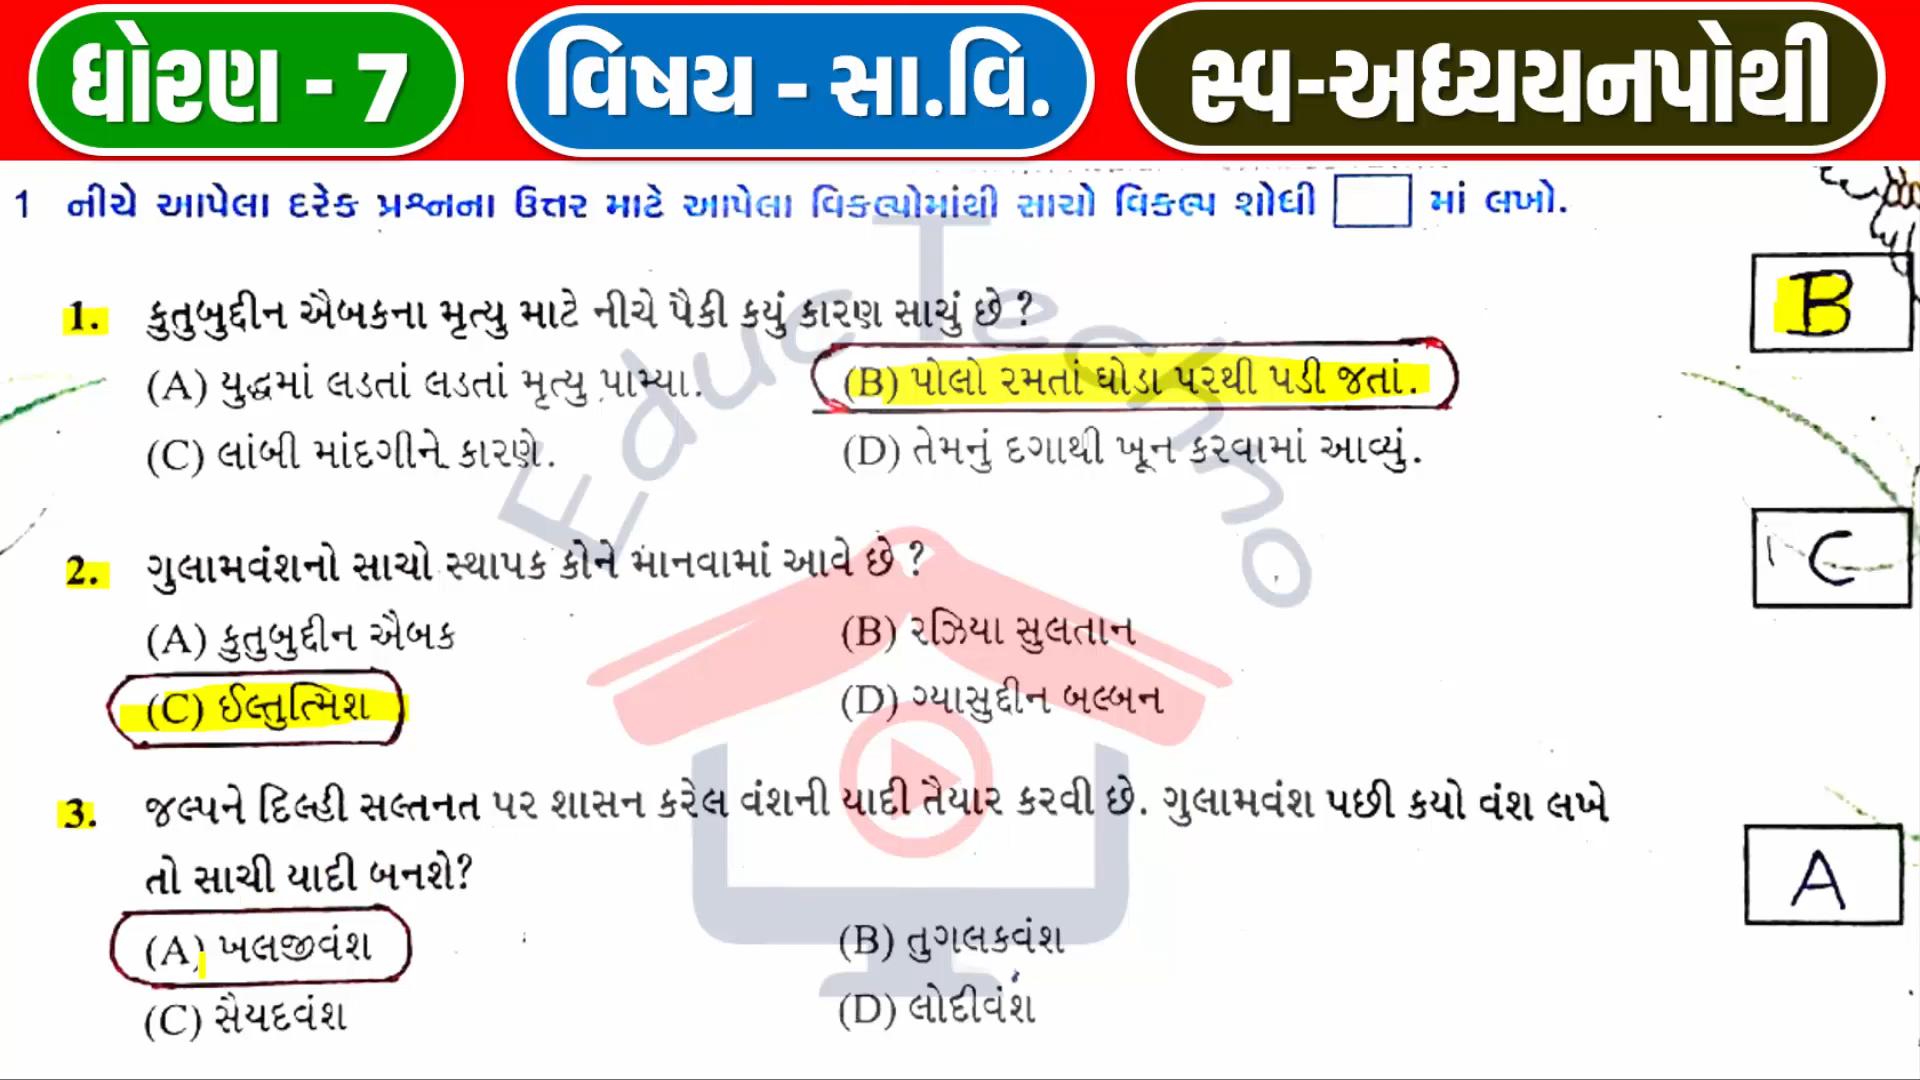 ધોરણ - 7
વિષય - સા.વિ.
સ્વ-અધ્યયનપોથી
1 નીચે આપેલા દરેક પ્રશ્નના ઉત્તર માટે આપેલા વિકલ્પોમાંથી સાચો વિકલ્પ શોધી માં લખો.
1. કુતુબુદ્દીન ઐબકના મૃત્યુ માટે નીચે પૈકી કયું કારણ સાચું છે ?
B
(A) યુદ્ધમાં લડતાં લડતાં મૃત્યુ પામ્યા. (B) પોલો રમતાં ઘોડા પરથી પડી જતાં.
(C) લાંબી માંદગીને કારણે. (D) તેમનું દગાથી ખૂન કરવામાં આવ્યું.
2. ગુલામવંશનો સાચો સ્થાપક કોને માનવામાં આવે છે ?
C
(A) કુતુબુદ્દીન ઐબક (B) રઝિયા સુલતાન
(C) ઈલ્તુત્મિશ (D) ગ્યાસુદ્દીન બલ્બન
3. જલ્પને દિલ્હી સલ્તનત પર શાસન કરેલ વંશની યાદી તૈયાર કરવી છે. ગુલામવંશ પછી કયો વંશ લખે
તો સાચી યાદી બનશે?
A
(A) ખલજીવંશ (B) તુગલકવંશ
(C) સૈયદવંશ (D) લોદીવંશ
EducTechno